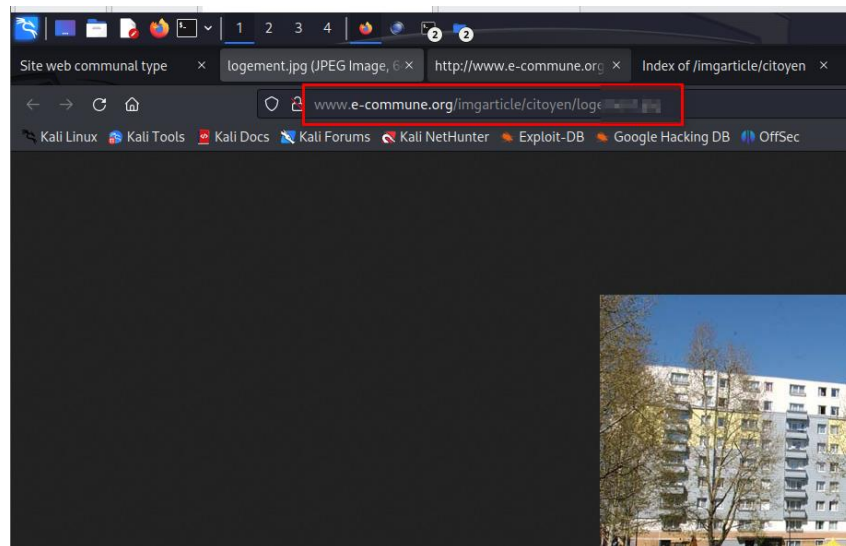 1 2 3 4 2 2
Site web communal type × logement.jpg (JPEG Image, 6 × http://www.e-commune.org × Index of /imgarticle/citoyen ×
www.e-commune.org/imgarticle/citoyen/loge
Kali Linux Kali Tools Kali Docs Kali Forums Kali NetHunter Exploit-DB Google Hacking DB OffSec